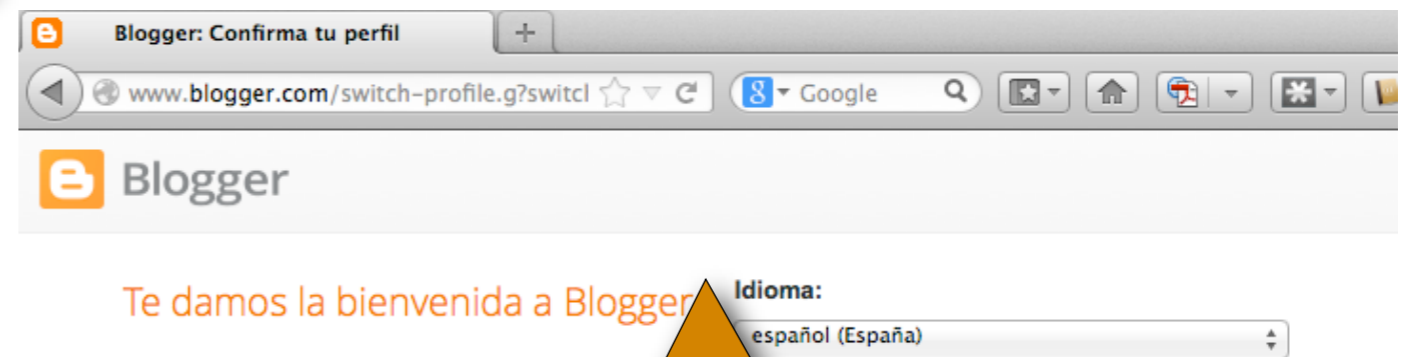 Blogger: Confirma tu perfil
www.blogger.com/switch-profile.g?switcl
Google
Blogger
Te damos la bienvenida a Blogger
Idioma:
español (España)